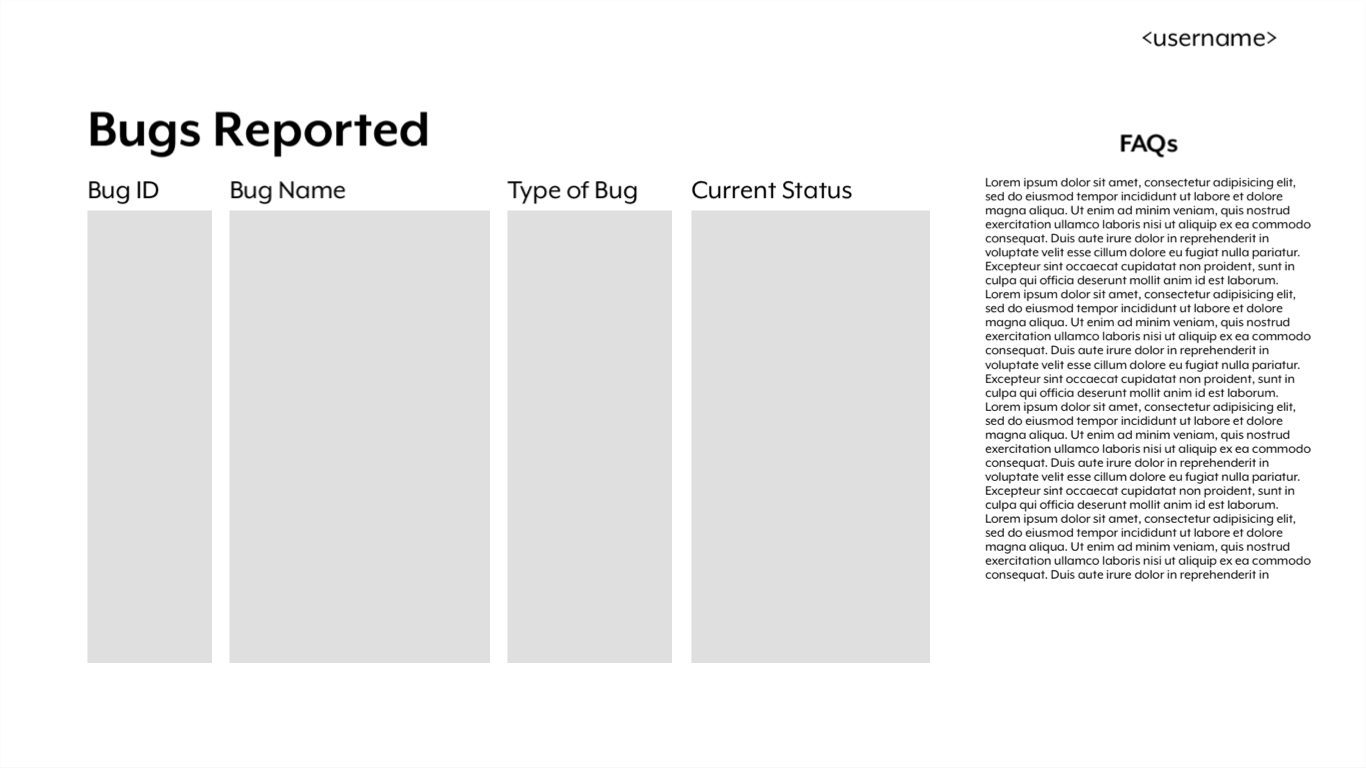 <username>
Bugs Reported
Bug ID
Bug Name
Type of Bug
Current Status
FAQs
Lorem ipsum dolor sit amet, consectetur adipisicing elit,
sed do eiusmod tempor incididunt ut labore et dolore
magna aliqua. Ut enim ad minim veniam, quis nostrud
exercitation ullamco laboris nisi ut aliquip ex ea commodo
consequat. Duis aute irure dolor in reprehenderit in
voluptate velit esse cillum dolore eu fugiat nulla pariatur.
Excepteur sint occaecat cupidatat non proident, sunt in
culpa qui officia deserunt mollit anim id est laborum.
Lorem ipsum dolor sit amet, consectetur adipisicing elit,
sed do eiusmod tempor incididunt ut labore et dolore
magna aliqua. Ut enim ad minim veniam, quis nostrud
exercitation ullamco laboris nisi ut aliquip ex ea commodo
consequat. Duis aute irure dolor in reprehenderit in
voluptate velit esse cillum dolore eu fugiat nulla pariatur.
Excepteur sint occaecat cupidatat non proident, sunt in
culpa qui officia deserunt mollit anim id est laborum.
Lorem ipsum dolor sit amet, consectetur adipisicing elit,
sed do eiusmod tempor incididunt ut labore et dolore
magna aliqua. Ut enim ad minim veniam, quis nostrud
exercitation ullamco laboris nisi ut aliquip ex ea commodo
consequat. Duis aute irure dolor in reprehenderit in
voluptate velit esse cillum dolore eu fugiat nulla pariatur.
Excepteur sint occaecat cupidatat non proident, sunt in
culpa qui officia deserunt mollit anim id est laborum.
Lorem ipsum dolor sit amet, consectetur adipisicing elit,
sed do eiusmod tempor incididunt ut labore et dolore
magna aliqua. Ut enim ad minim veniam, quis nostrud
exercitation ullamco laboris nisi ut aliquip ex ea commodo
consequat. Duis aute irure dolor in reprehenderit in